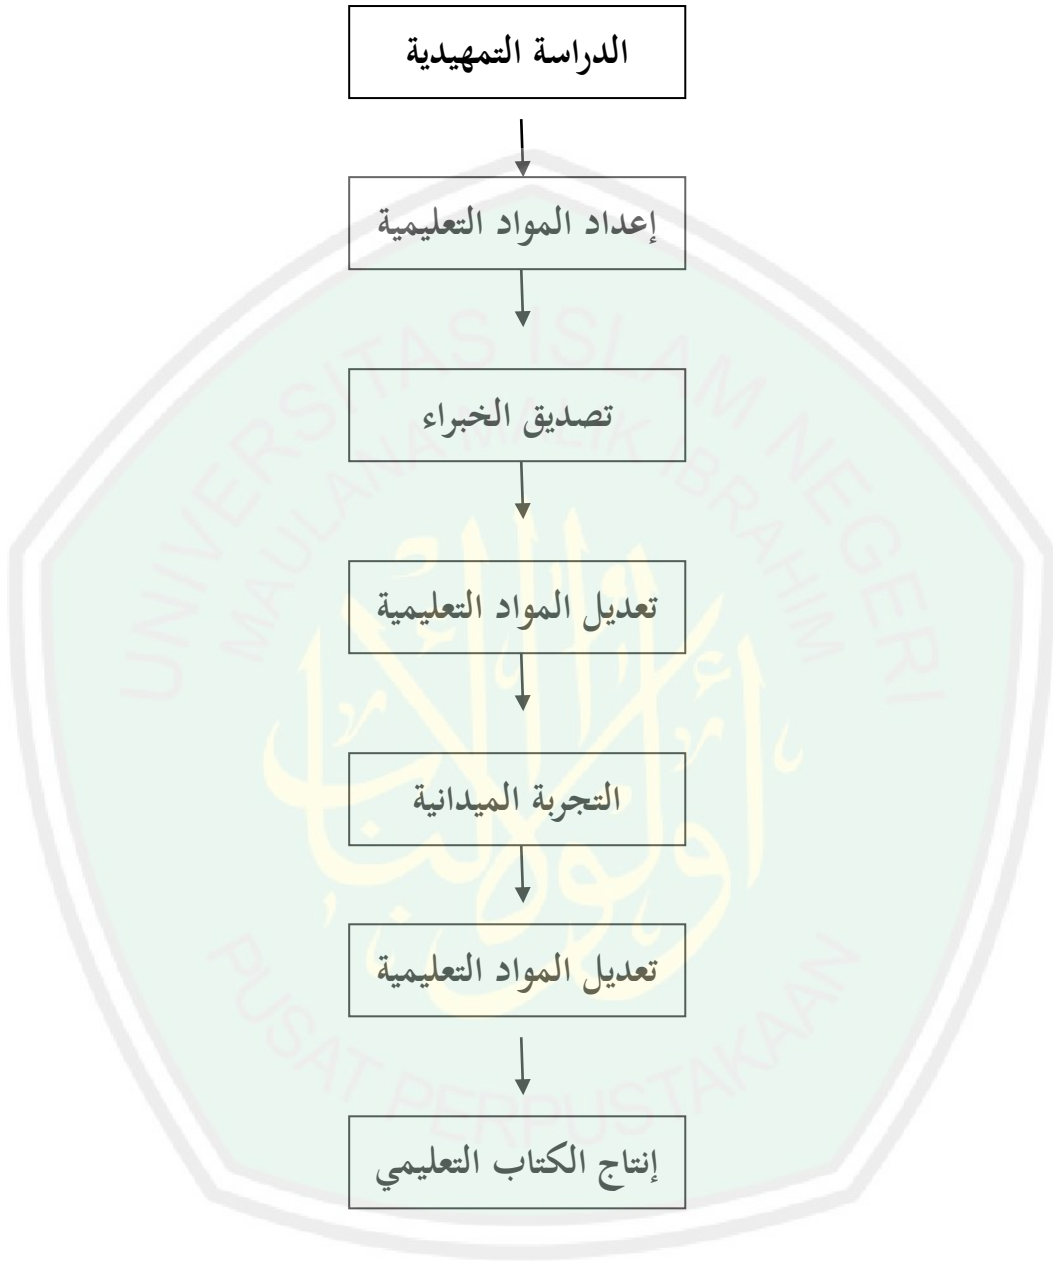 الدراسة التمهيدية
إعداد المواد التعليمية
تصديق الخبراء
تعديل المواد التعليمية
التجربة الميدانية
تعديل المواد التعليمية
إنتاج الكتاب التعليمي
UNIVERSITAS ISLAM NEGERI
MAULANA MALIK IBRAHIM
PUSAT PERPUSTAKAAN